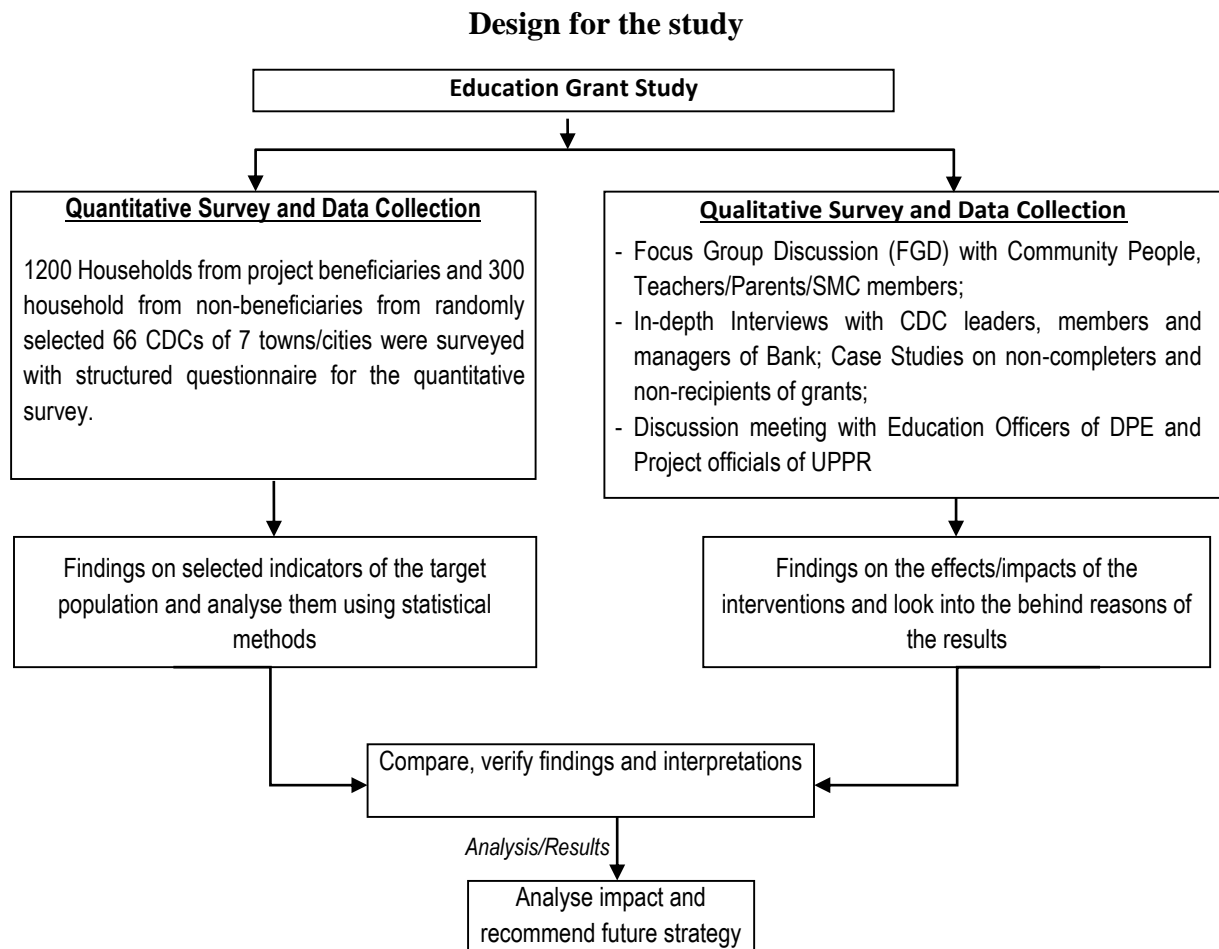 Design for the study
Education Grant Study
Quantitative Survey and Data Collection
1200 Households from project beneficiaries and 300
household from non-beneficiaries from randomly
selected 66 CDCs of 7 towns/cities were surveyed
with structured questionnaire for the quantitative
survey.
Qualitative Survey and Data Collection
- Focus Group Discussion (FGD) with Community People,
Teachers/Parents/SMC members;
- In-depth Interviews with CDC leaders, members and
managers of Bank; Case Studies on non-completers and
non-recipients of grants;
- Discussion meeting with Education Officers of DPE and
Project officials of UPPR
Findings on selected indicators of the target
population and analyse them using statistical
methods
Findings on the effects/impacts of the
interventions and look into the behind reasons of
the results
Compare, verify findings and interpretations
Analysis/Results
Analyse impact and
recommend future strategy